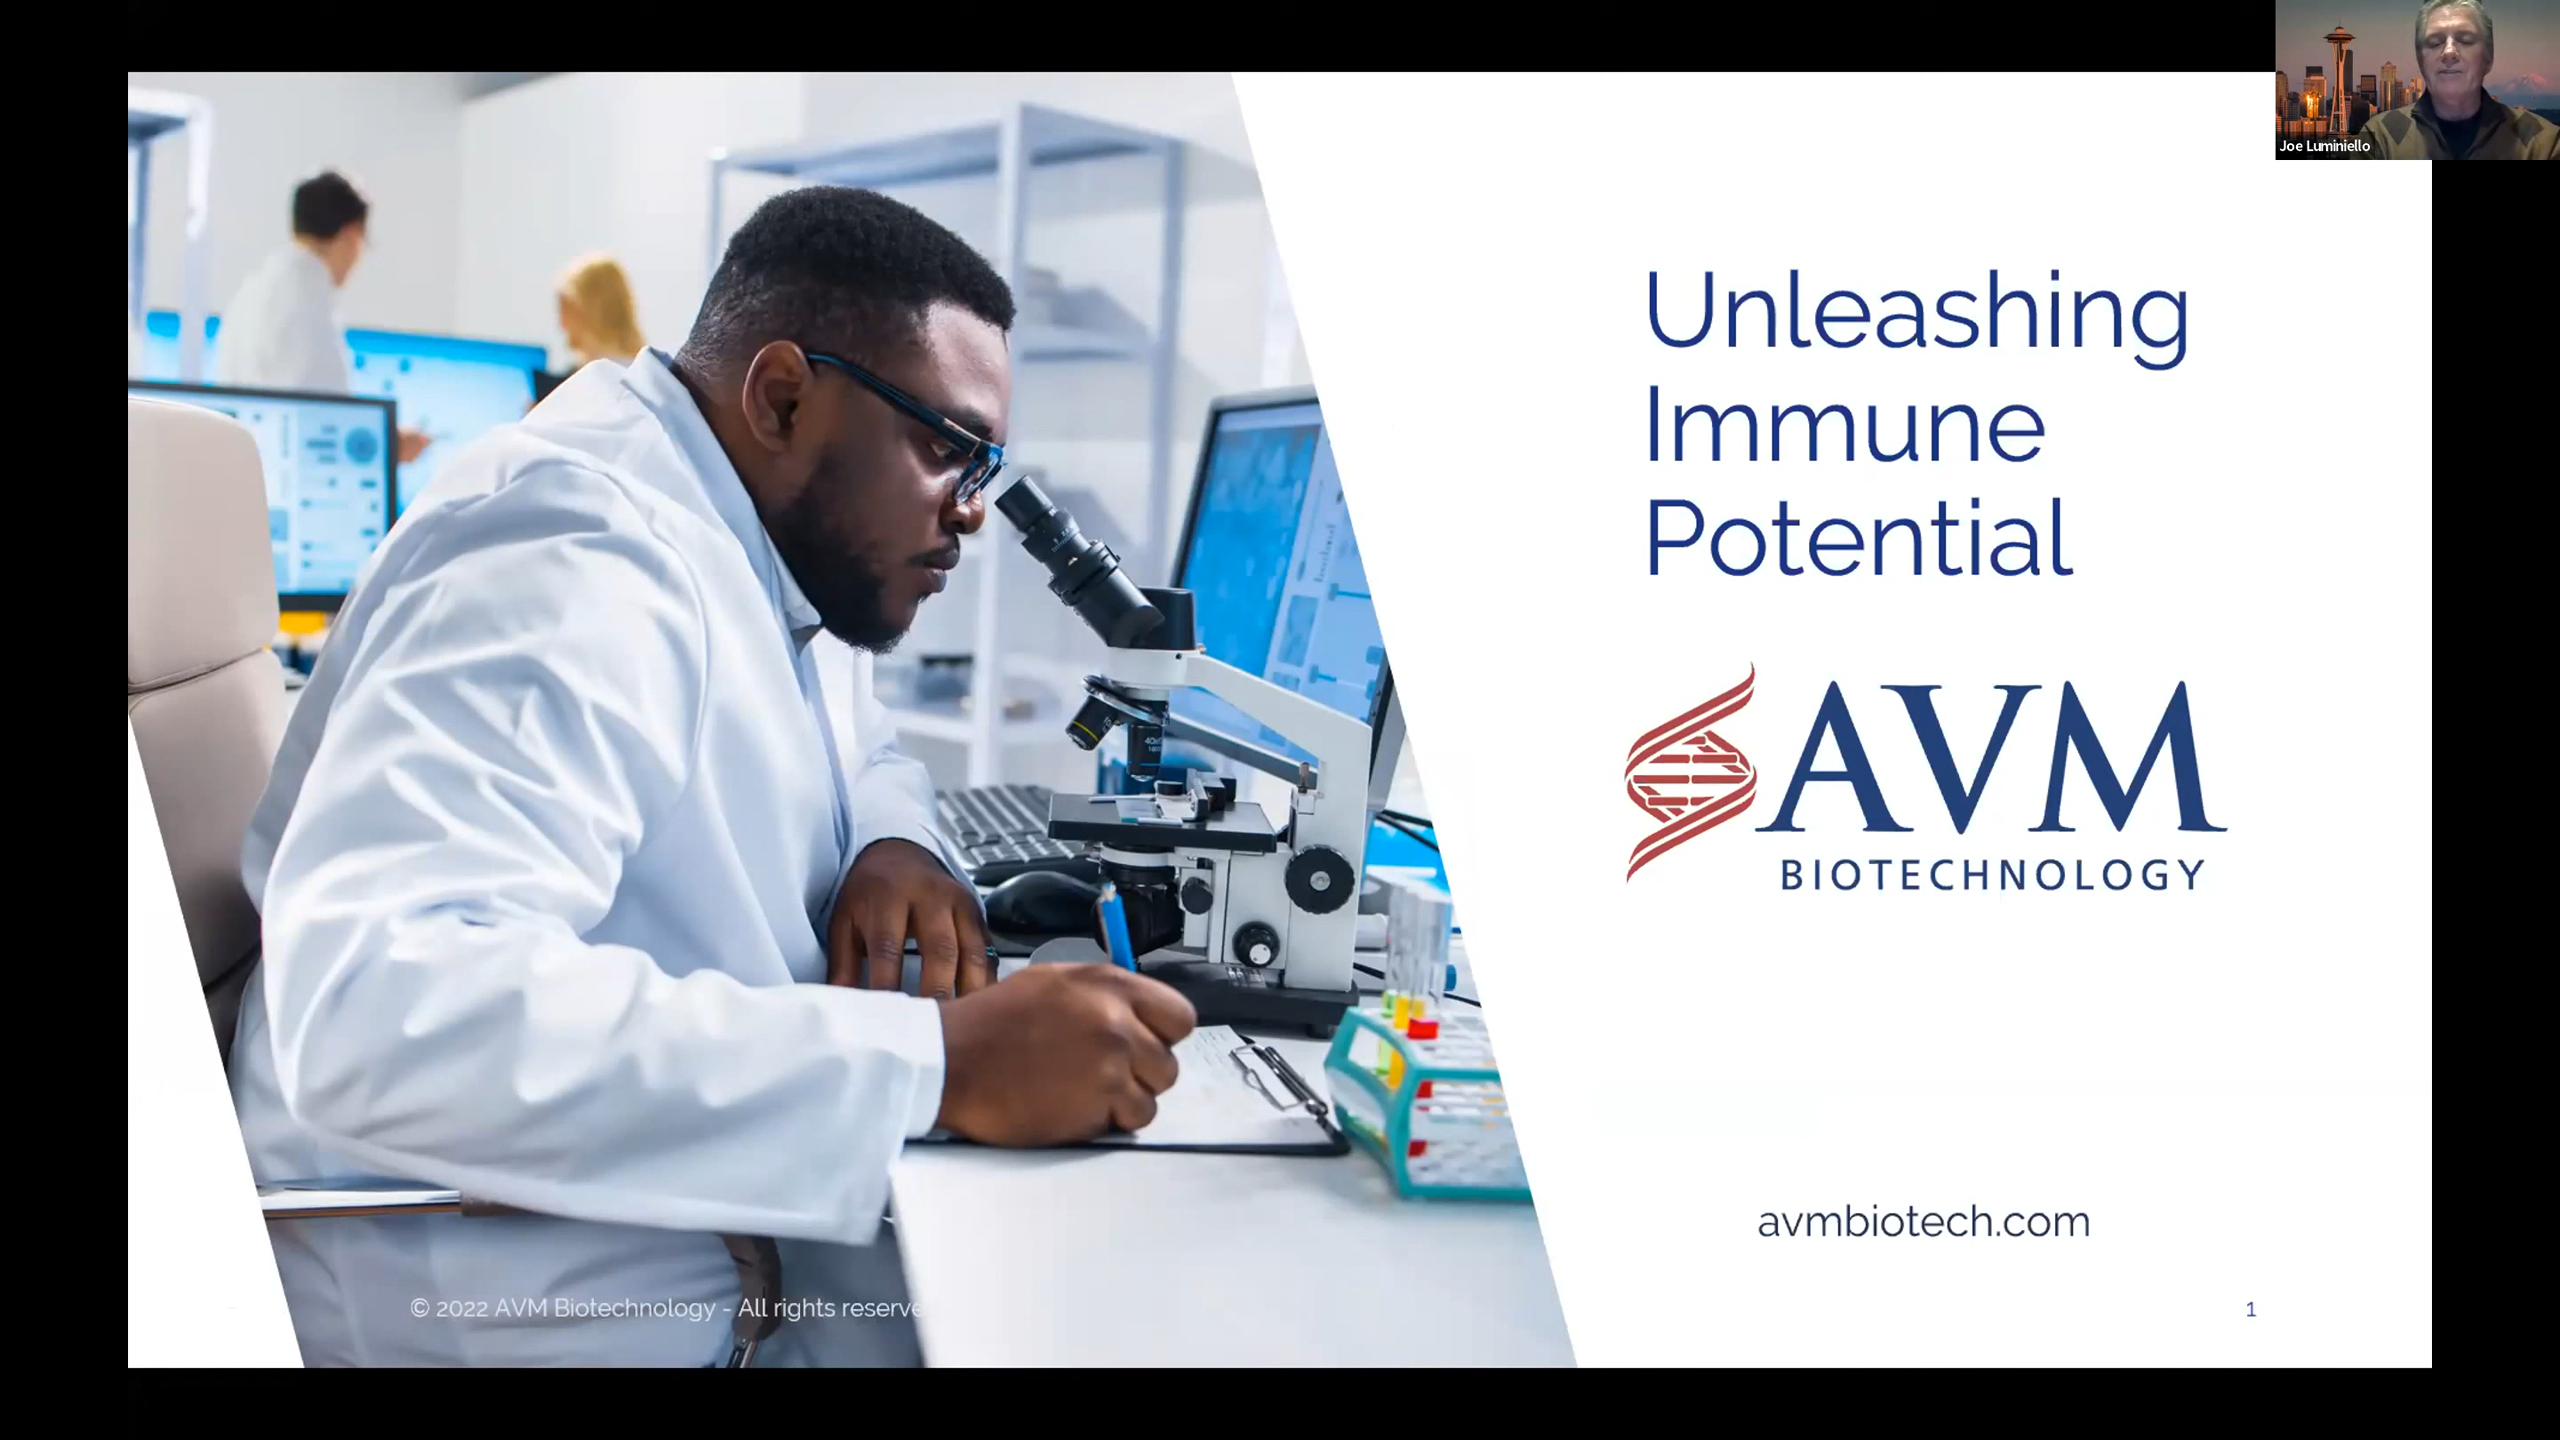 Joe Luminiello
Unleashing
Immune
Potential
AVM
BIOTECHNOLOGY
avmbiotech.com
© 2022 AVM Biotechnology - All rights reserve
1